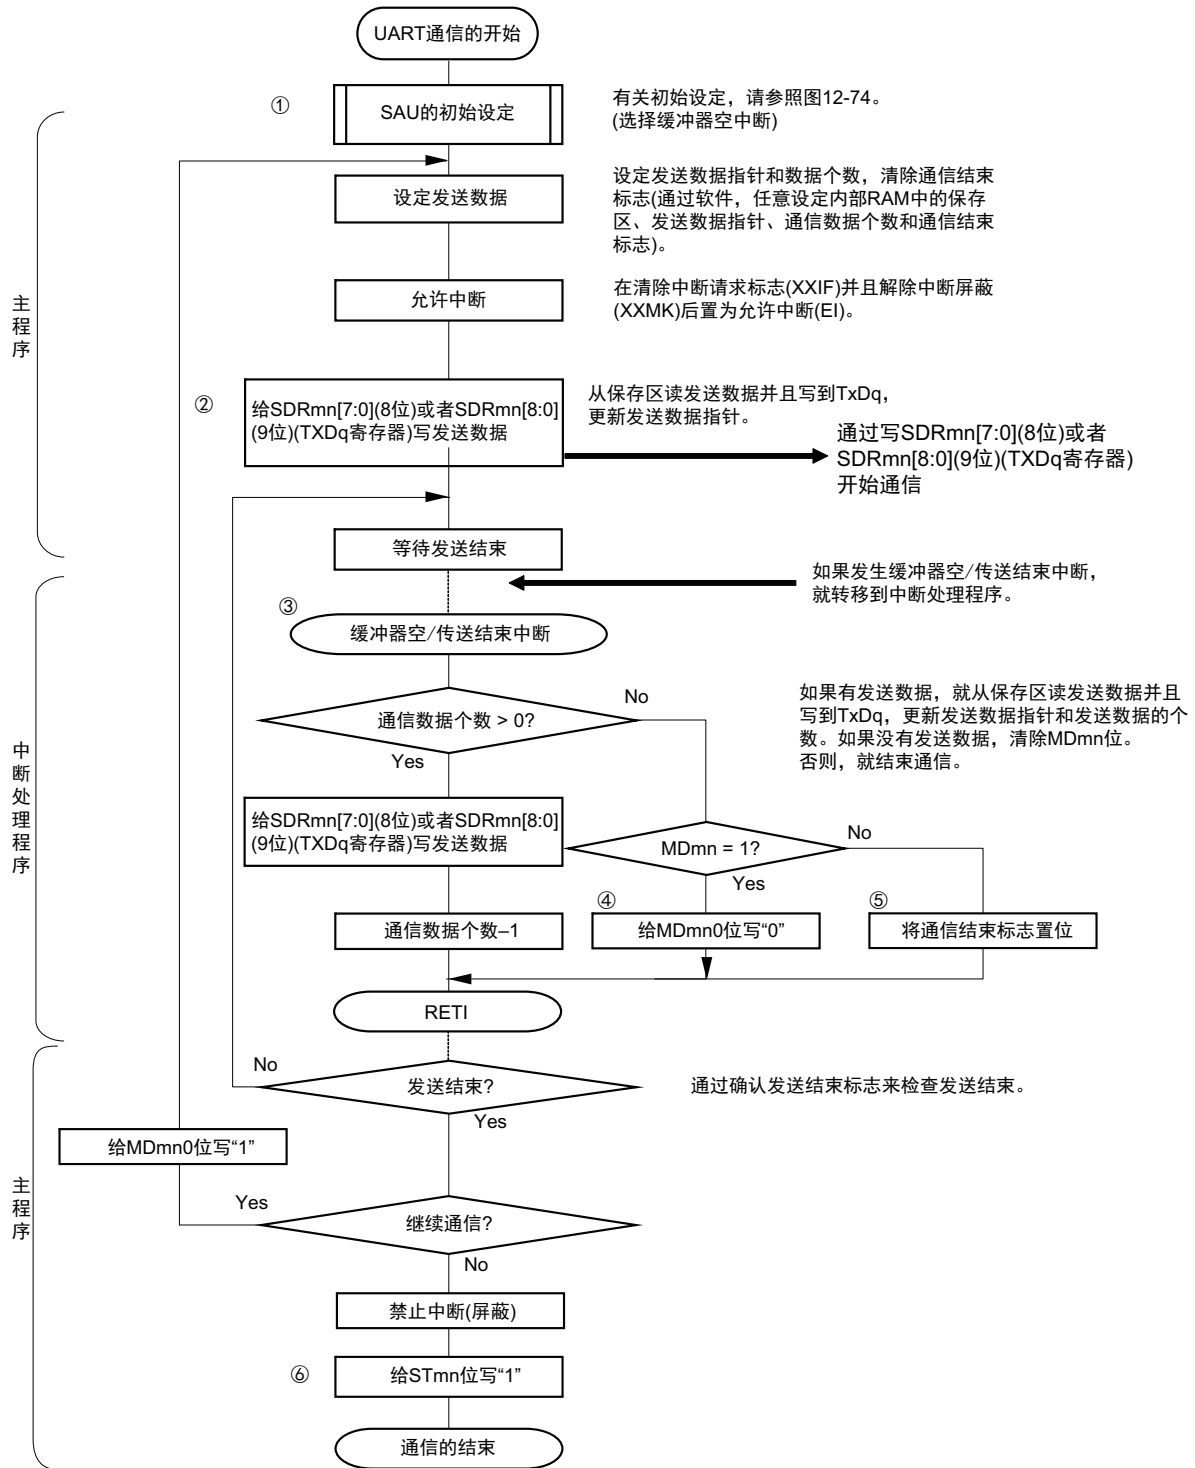 UART通信的开始
①
SAU的初始设定
有关初始设定，请参照图12-74。
(选择缓冲器空中断)
设定发送数据
设定发送数据指针和数据个数，清除通信结束
标志(通过软件，任意设定内部RAM中的保存
区、发送数据指针、通信数据个数和通信结束
标志)。
主程序
允许中断
在清除中断请求标志(XXIF)并且解除中断屏蔽
(XXMK)后置为允许中断(EI)。
②
给SDRmn[7:0](8位)或者SDRmn[8:0]
(9位)(TXDq寄存器)写发送数据
从保存区读发送数据并且写到TxDq，
更新发送数据指针。
通过写SDRmn[7:0](8位)或者
SDRmn[8:0](9位)(TXDq寄存器)
开始通信
等待发送结束
如果发生缓冲器空/传送结束中断，
就转移到中断处理程序。
③
缓冲器空/传送结束中断
通信数据个数 > 0?
No
Yes
如果有发送数据，就从保存区读发送数据并且
写到TxDq，更新发送数据指针和发送数据的个
数。如果没有发送数据，清除MDmn位。
否则，就结束通信。
中断处理程序
给SDRmn[7:0](8位)或者SDRmn[8:0]
(9位)(TXDq寄存器)写发送数据
MDmn = 1?
No
Yes
通信数据个数–1
④
给MDmn0位写“0”
⑤
将通信结束标志置位
RETI
No
发送结束?
Yes
通过确认发送结束标志来检查发送结束。
给MDmn0位写“1”
主程序
Yes
继续通信?
No
禁止中断(屏蔽)
⑥
给STmn位写“1”
通信的结束